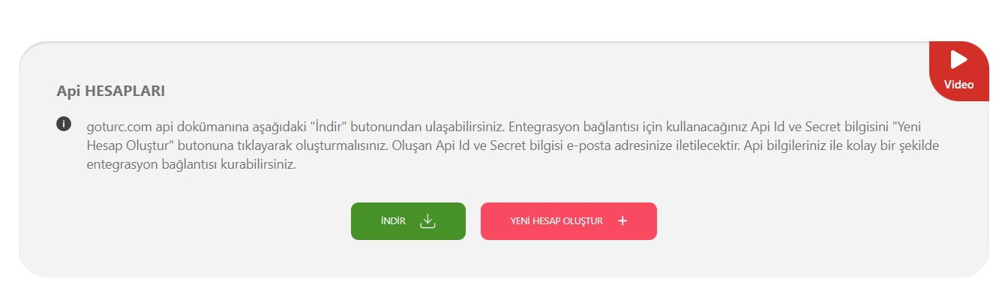 Video
Api HESAPLARI
goturc.com api dokümanına aşağıdaki "İndir" butonundan ulaşabilirsiniz. Entegrasyon bağlantısı için kullanacağınız Api Id ve Secret bilgisini "Yeni
Hesap Oluştur" butonuna tıklayarak oluşturmalısınız. Oluşan Api Id ve Secret bilgisi e-posta adresinize iletilecektir. Api bilgileriniz ile kolay bir şekilde
entegrasyon bağlantısı kurabilirsiniz.
İNDİR
YENİ HESAP OLUŞTUR +